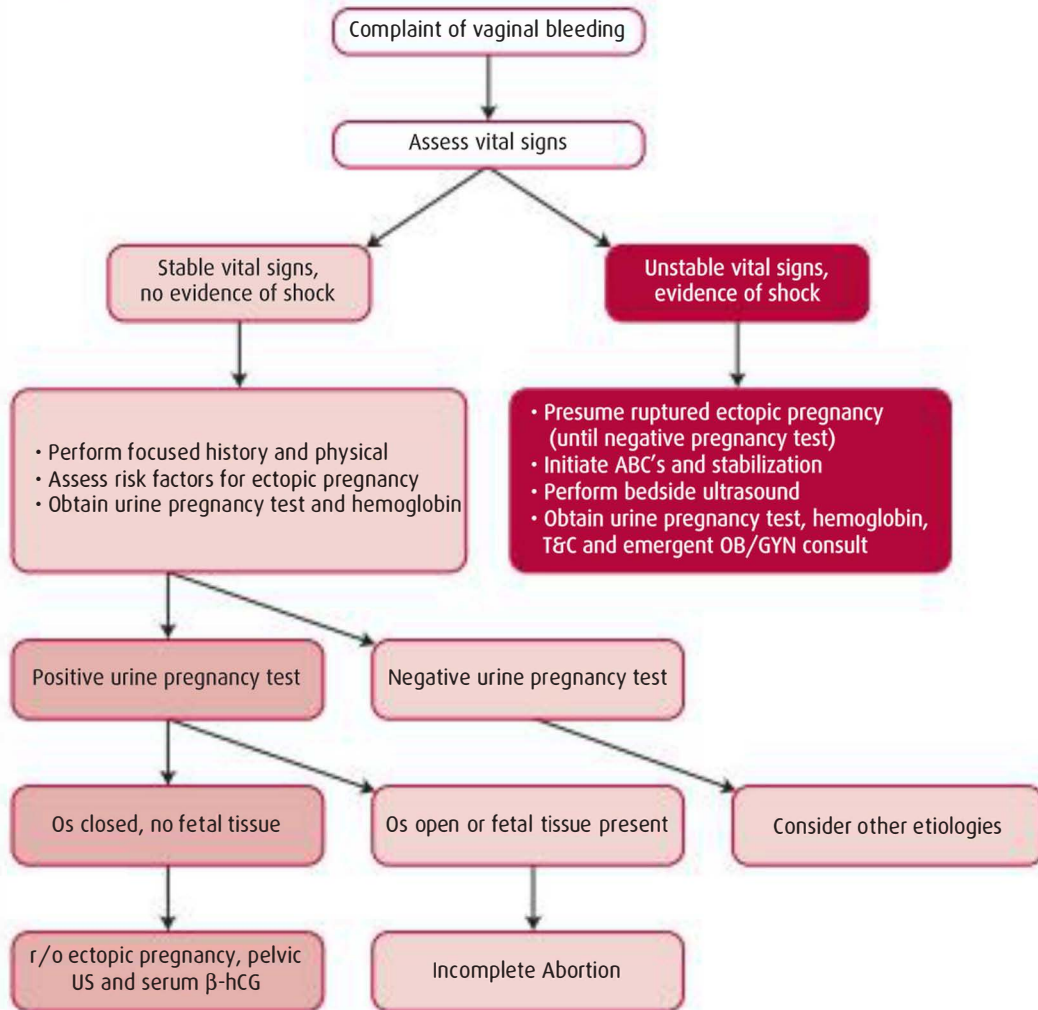 Complaint of vaginal bleeding
Assess vital signs
Stable vital signs,
no evidence of shock
Unstable vital signs,
evidence of shock
• Perform focused history and physical
• Assess risk factors for ectopic pregnancy
• Obtain urine pregnancy test and hemoglobin
• Presume ruptured ectopic pregnancy
(until negative pregnancy test)
• Initiate ABC's and stabilization
• Perform bedside ultrasound
• Obtain urine pregnancy test, hemoglobin,
T&C and emergent OB/GYN consult
Positive urine pregnancy test
Negative urine pregnancy test
Os closed, no fetal tissue
Os open or fetal tissue present
Consider other etiologies
r/o ectopic pregnancy, pelvic
US and serum β-hCG
Incomplete Abortion